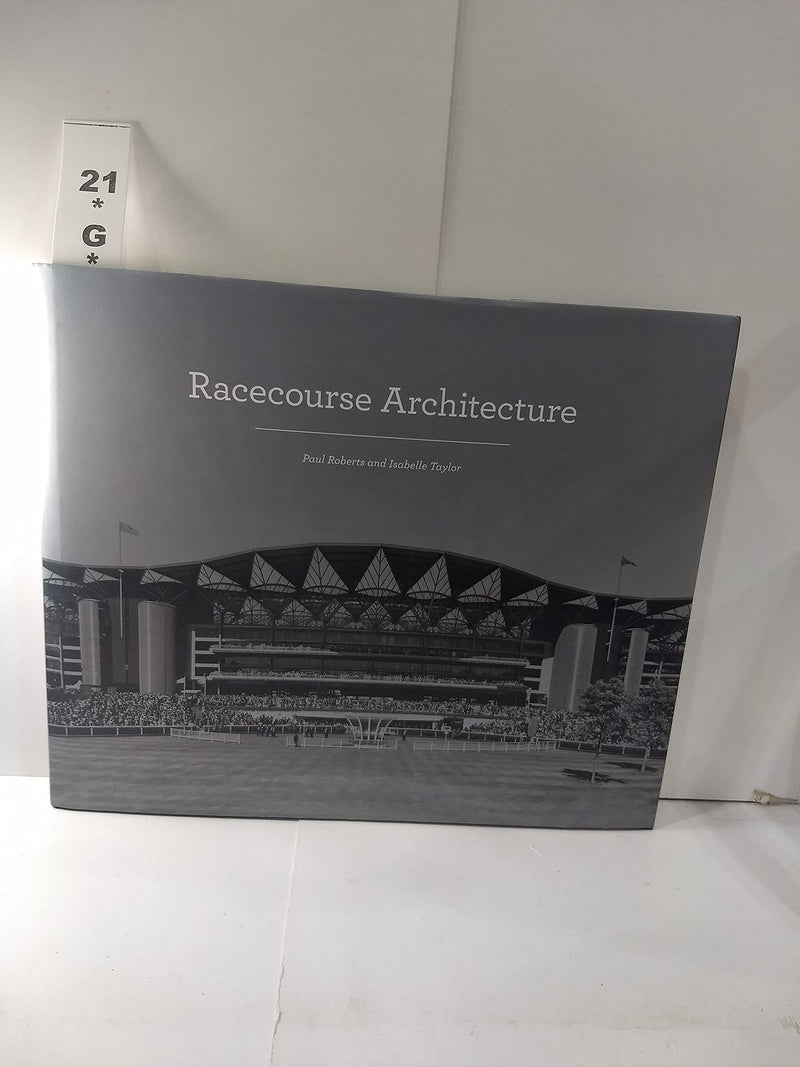 21
*
G
*
Racecourse Architecture
Paul Roberts and Isabelle Taylor